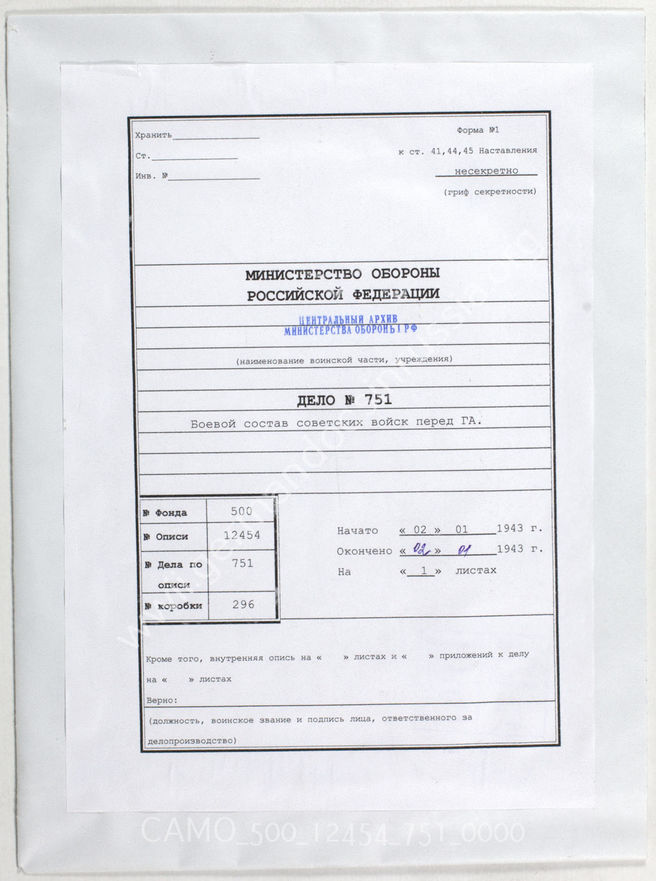 Хранить
Форма №1
Ст.
к ст. 41,44,45 Наставления
Инв. №
несекретно
(гриф секретности)
МИНИСТЕРСТВО ОБОРОНЫ
РОССИЙСКОЙ ФЕДЕРАЦИИ
ЦЕНТРАЛЬНЫЙ АРХИВ
МИНИСТЕРСТВА ОБОРОНЫ РФ
(наименование воинской части, учреждения)
ДЕЛО № 751
Боевой состав советских войск перед ГА.
№ Фонда 500
№ Описи 12454
№ Дела по описи 751
№ коробки 296
Начато « 02 » 01 1943 г.
Окончено « 02 » 01 1943 г.
На « 1 » листах
Кроме того, внутренняя опись на « » листах и « » приложений к делу
на « » листах
Верно:
(должность, воинское звание и подпись лица, ответственного за
делопроизводство)
CAMO_500_12454_751_0000